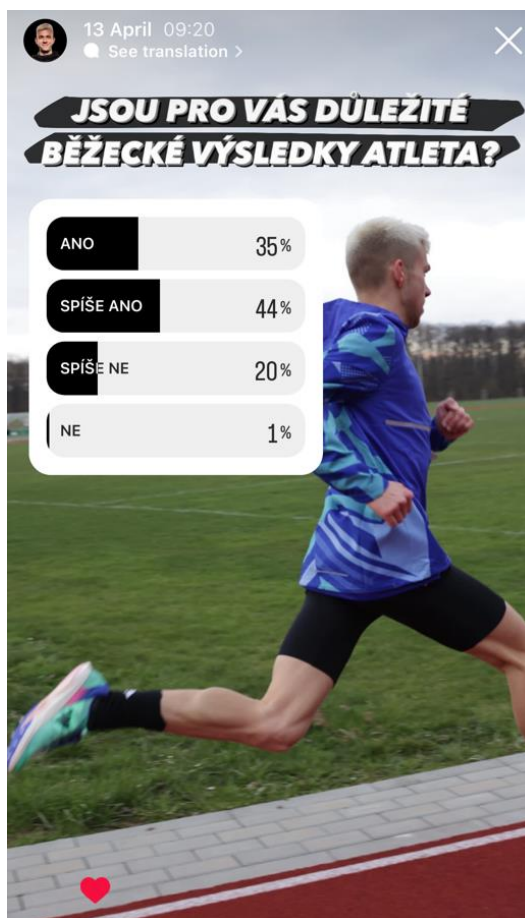 13 April 09:20
See translation >
JSOU PRO VÁS DŮLEŽITÉ
BĚŽECKÉ VÝSLEDKY ATLETA?
ANO 35%
SPÍŠE ANO 44%
SPÍŠE NE 20%
NE 1%